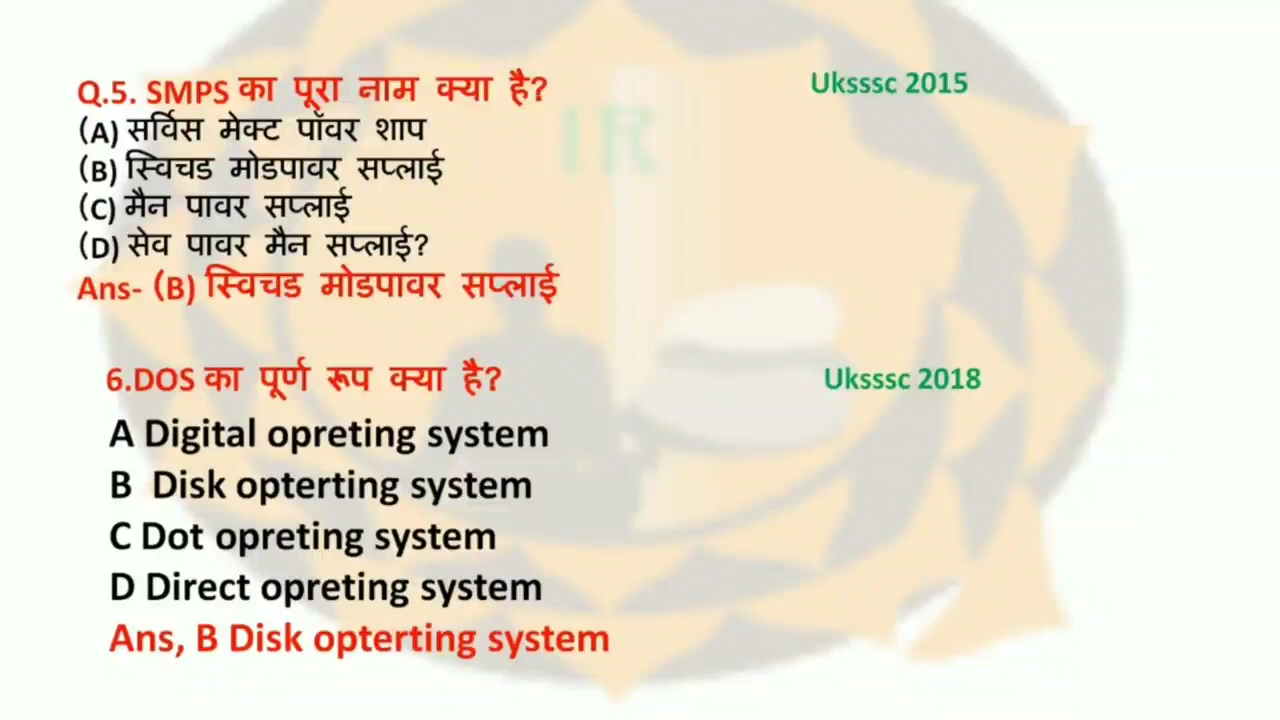 Q.5. SMPS का पूरा नाम क्या है? Uksssc 2015
(A) सर्विस मेक्ट पॉवर शाप
(B) स्विचड मोडपावर सप्लाई
(C) मैन पावर सप्लाई
(D) सेव पावर मैन सप्लाई?
Ans- (B) स्विचड मोडपावर सप्लाई
IR
6.DOS का पूर्ण रूप क्या है? Uksssc 2018
A Digital opreting system
B Disk opterting system
C Dot opreting system
D Direct opreting system
Ans, B Disk opterting system